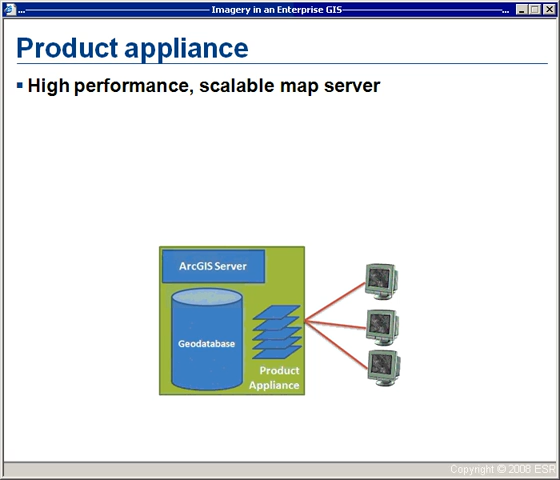 Imagery in an Enterprise GIS
Product appliance
High performance, scalable map server
ArcGIS Server
Geodatabase
Product
Appliance
Copyright © 2008 ESR